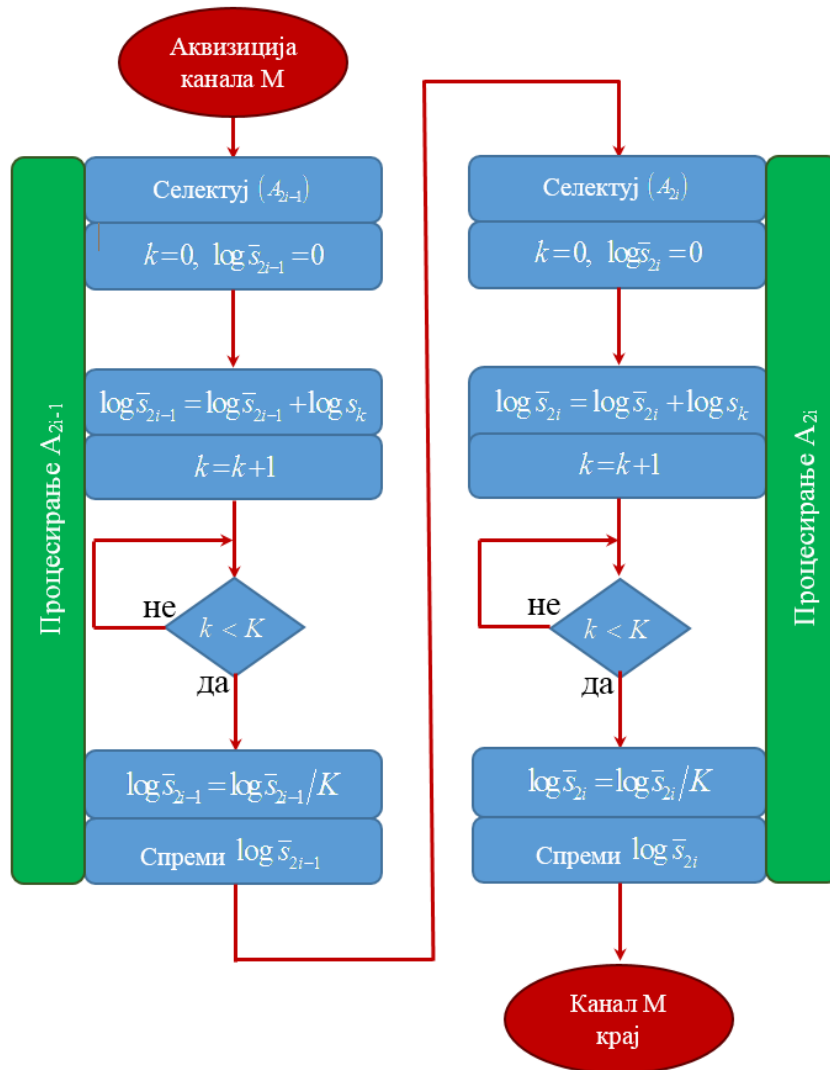 Аквизиција
канала М
Процесирање A₂ᵢ₋₁
Селектуј (A₂ᵢ₋₁)
k=0, log s̄₂ᵢ₋₁=0
log s̄₂ᵢ₋₁=log s̄₂ᵢ₋₁+log sₖ
k=k+1
не
k < K
да
log s̄₂ᵢ₋₁=log s̄₂ᵢ₋₁/K
Спреми log s̄₂ᵢ₋₁
Селектуј (A₂ᵢ)
k=0, log s̄₂ᵢ=0
log s̄₂ᵢ=log s̄₂ᵢ+log sₖ
k=k+1
не
k < K
да
log s̄₂ᵢ=log s̄₂ᵢ/K
Спреми log s̄₂ᵢ
Процесирање A₂ᵢ
Канал М
крај